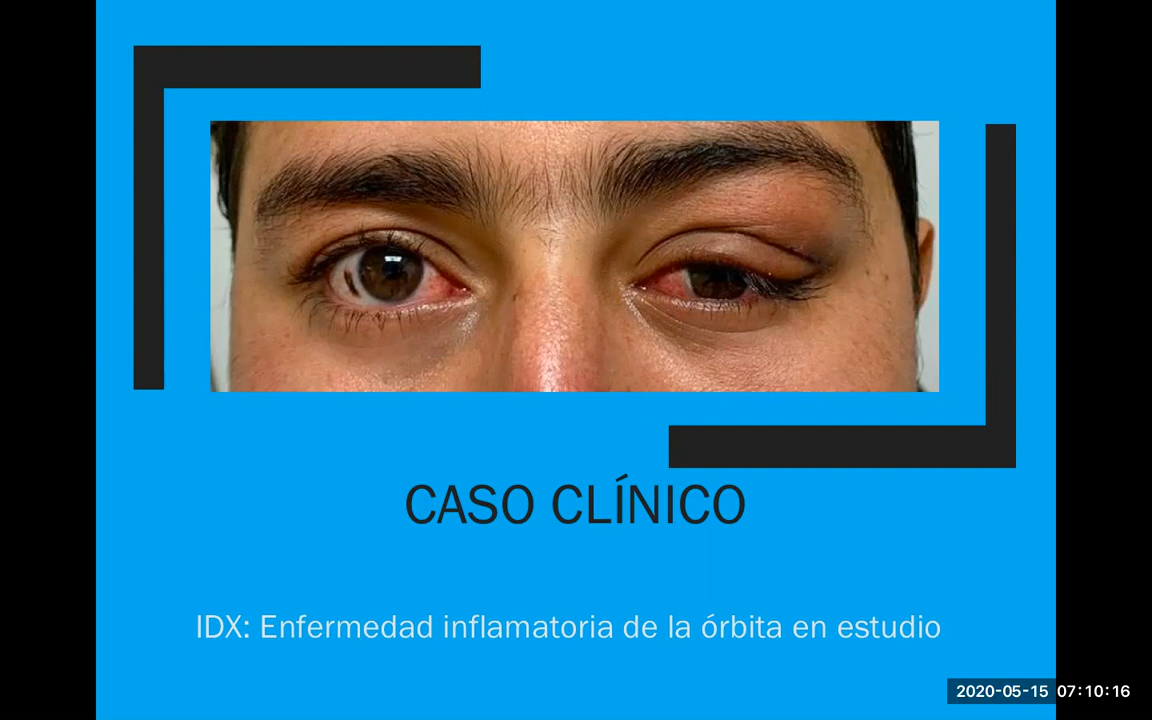 CASO CLÍNICO
IDX: Enfermedad inflamatoria de la órbita en estudio
2020-05-15 07:10:16